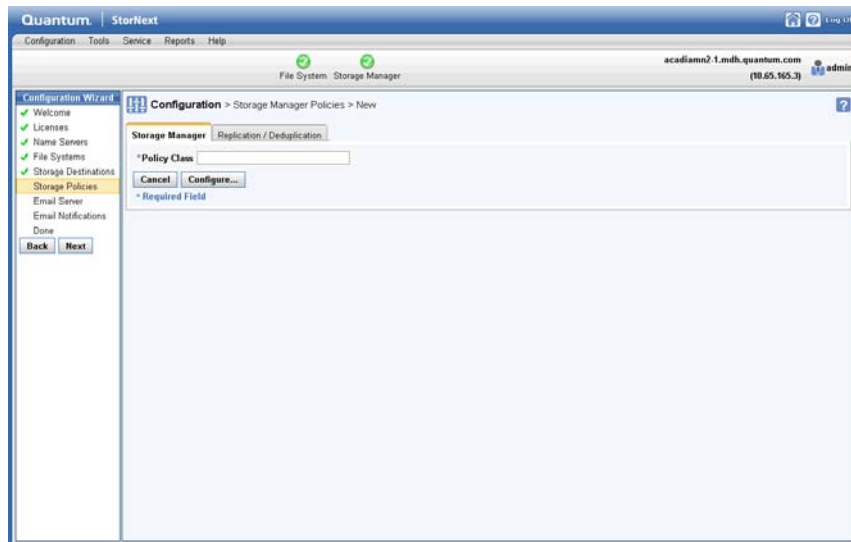 Quantum. StorNext
Log O
Configuration Tools Service Reports Help
File System Storage Manager
acadiamn2-1.mdh.quantum.com
(10.65.165.3)
admin
Configuration Wizard
Welcome
Licenses
Name Servers
File Systems
Storage Destinations
Storage Policies
Email Server
Email Notifications
Done
Back Next
Configuration > Storage Manager Policies > New
?
Storage Manager Replication / Deduplication
*Policy Class
Cancel Configure...
* Required Field